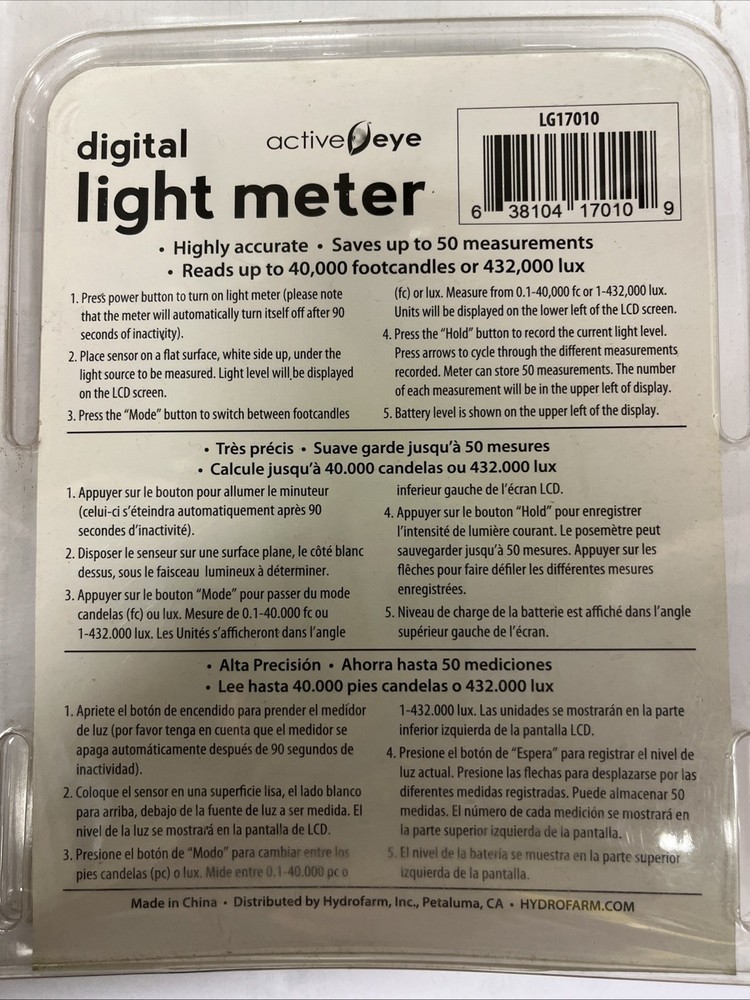 digital
active eye
light meter
LG17010
6 38104 17010 9
• Highly accurate • Saves up to 50 measurements
• Reads up to 40,000 footcandles or 432,000 lux
1. Press power button to turn on light meter (please note
that the meter will automatically turn itself off after 90
seconds of inactivity).
2. Place sensor on a flat surface, white side up, under the
light source to be measured. Light level will be displayed
on the LCD screen.
3. Press the “Mode” button to switch between footcandles
(fc) or lux. Measure from 0.1-40,000 fc or 1-432,000 lux.
Units will be displayed on the lower left of the LCD screen.
4. Press the “Hold” button to record the current light level.
Press arrows to cycle through the different measurements
recorded. Meter can store 50 measurements. The number
of each measurement will be in the upper left of display.
5. Battery level is shown on the upper left of the display.
• Très précis • Suave garde jusqu’à 50 mesures
• Calcule jusqu’à 40.000 candelas ou 432.000 lux
1. Appuyer sur le bouton pour allumer le minuteur
(celui-ci s’éteindra automatiquement après 90
secondes d’inactivité).
2. Disposer le senseur sur une surface plane, le côté blanc
dessus, sous le faisceau lumineux à déterminer.
3. Appuyer sur le bouton “Mode” pour passer du mode
candelas (fc) ou lux. Mesure de 0.1-40.000 fc ou
1-432.000 lux. Les Unités s’afficheront dans l’angle
inferieur gauche de l’écran LCD.
4. Appuyer sur le bouton “Hold” pour enregistrer
l’intensité de lumière courant. Le posemètre peut
sauvegarder jusqu’à 50 mesures. Appuyer sur les
flêches pour faire défiler les différentes mesures
enregistrées.
5. Niveau de charge de la batterie est affiché dans l’angle
supérieur gauche de l’écran.
• Alta Precisión • Ahorra hasta 50 mediciones
• Lee hasta 40.000 pies candelas o 432.000 lux
1. Apriete el botón de encendido para prender el medidor
de luz (por favor tenga en cuenta que el medidor se
apaga automáticamente después de 90 segundos de
inactividad).
2. Coloque el sensor en una superficie lisa, el lado blanco
para arriba, debajo de la fuente de luz a ser medida. El
nivel de la luz se mostrará en la pantalla de LCD.
3. Presione el botón de “Modo” para cambiar entre los
pies candelas (pc) o lux. Mide entre 0.1-40.000 pc o
1-432.000 lux. Las unidades se mostrarán en la parte
inferior izquierda de la pantalla LCD.
4. Presione el botón de “Espera” para registrar el nivel de
luz actual. Presione las flechas para desplazarse por las
diferentes medidas registradas. Puede almacenar 50
medidas. El número de cada medición se mostrará en
la parte superior izquierda de la pantalla.
5. El nivel de la batería se muestra en la parte superior
izquierda de la pantalla.
Made in China • Distributed by Hydrofarm, Inc., Petaluma, CA • HYDROFARM.COM